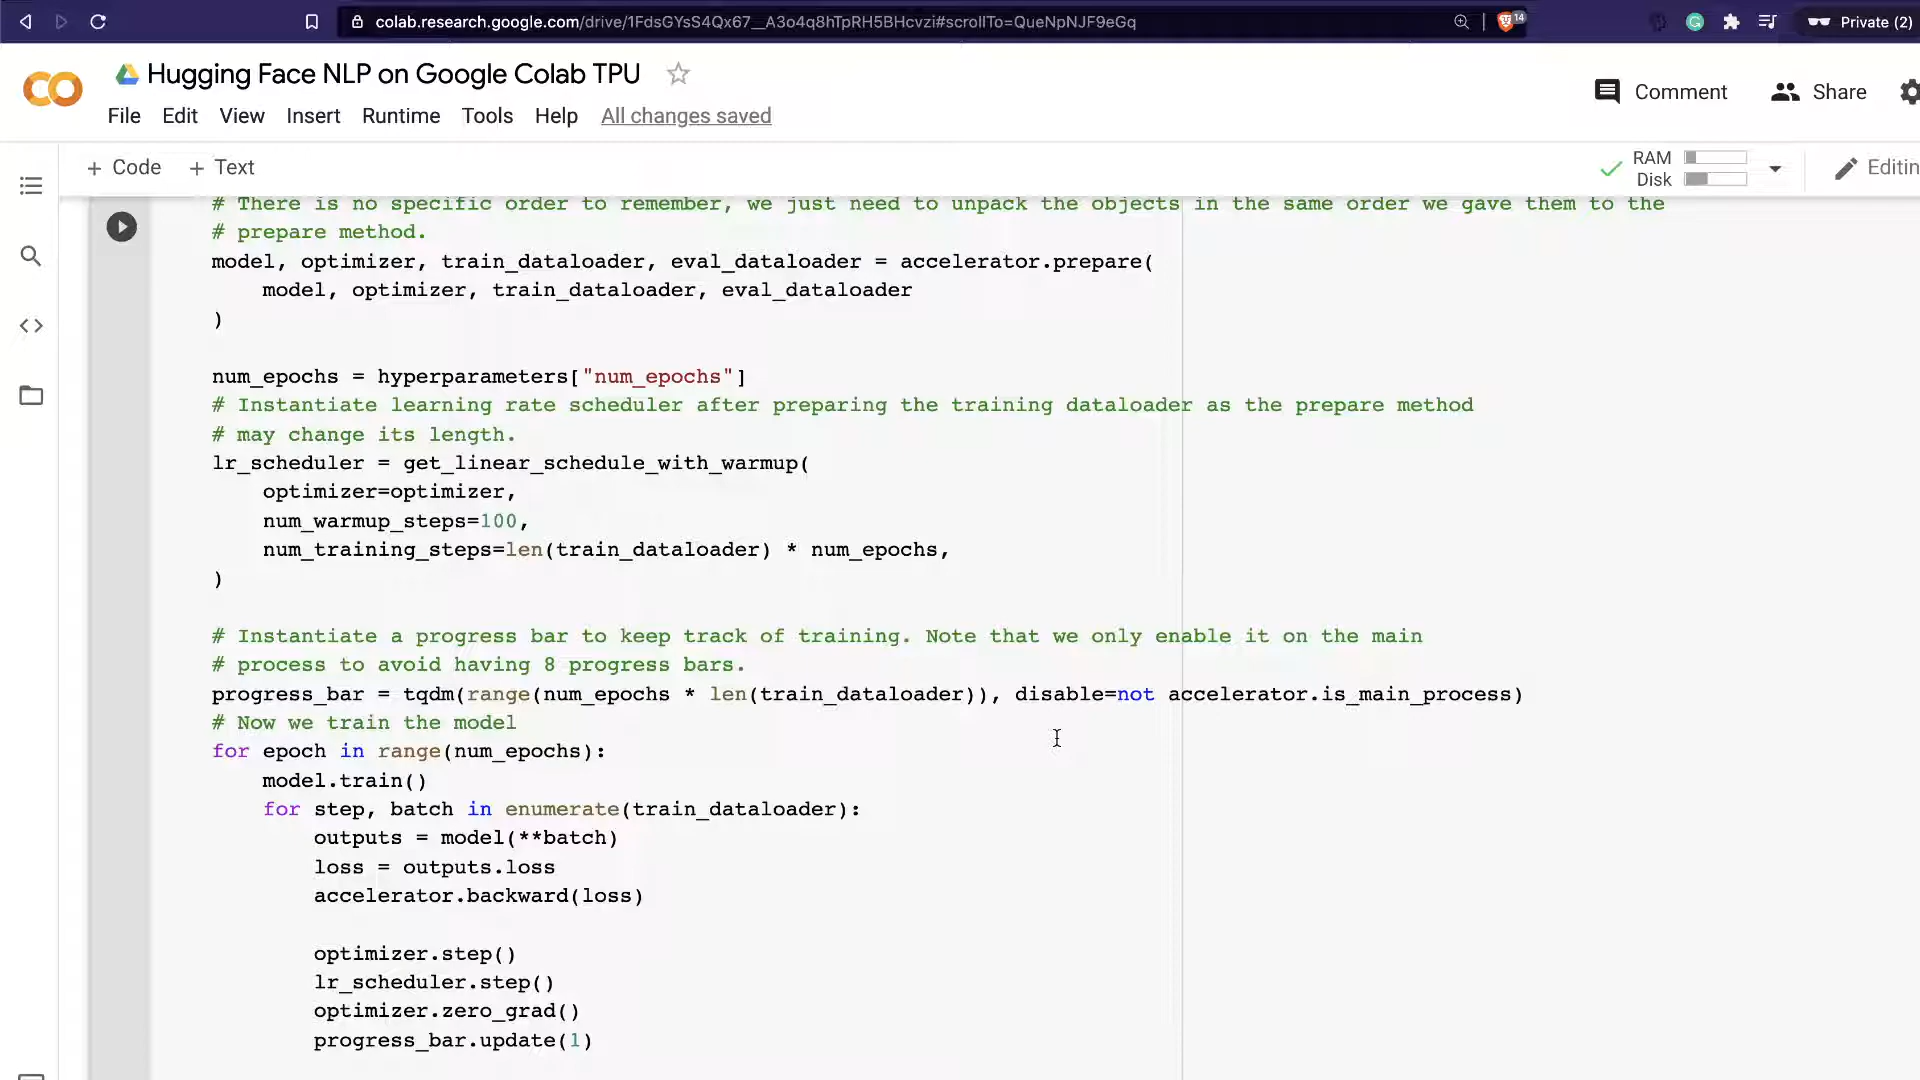 colab.research.google.com/drive/1FdsGYsS4Qx67__A3o4q8hTpRH5BHcvzi#scrollTo=QueNpNJF9eGq
14
Private (2)
Hugging Face NLP on Google Colab TPU
Comment
Share
File Edit View Insert Runtime Tools Help All changes saved
+ Code + Text
RAM
Disk
Editin
# There is no specific order to remember, we just need to unpack the objects in the same order we gave them to the
# prepare method.
model, optimizer, train_dataloader, eval_dataloader = accelerator.prepare(
    model, optimizer, train_dataloader, eval_dataloader
)
num_epochs = hyperparameters["num_epochs"]
# Instantiate learning rate scheduler after preparing the training dataloader as the prepare method
# may change its length.
lr_scheduler = get_linear_schedule_with_warmup(
    optimizer=optimizer,
    num_warmup_steps=100,
    num_training_steps=len(train_dataloader) * num_epochs,
)
# Instantiate a progress bar to keep track of training. Note that we only enable it on the main
# process to avoid having 8 progress bars.
progress_bar = tqdm(range(num_epochs * len(train_dataloader)), disable=not accelerator.is_main_process)
# Now we train the model
for epoch in range(num_epochs):
    model.train()
    for step, batch in enumerate(train_dataloader):
        outputs = model(**batch)
        loss = outputs.loss
        accelerator.backward(loss)
        optimizer.step()
        lr_scheduler.step()
        optimizer.zero_grad()
        progress_bar.update(1)